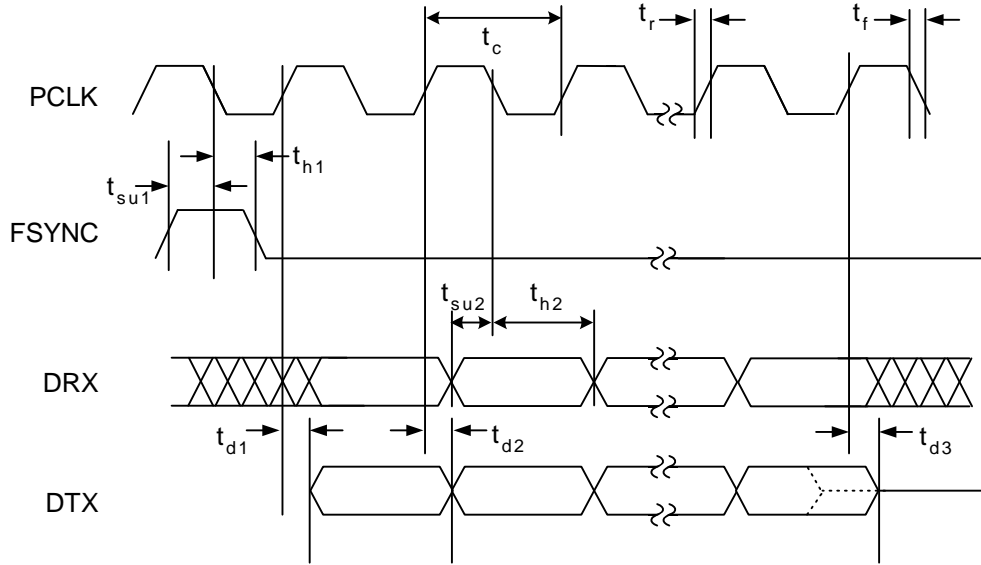 t_r
t_f
t_c
PCLK
t_h1
t_su1
FSYNC
t_su2
t_h2
DRX
t_d1
t_d2
t_d3
DTX